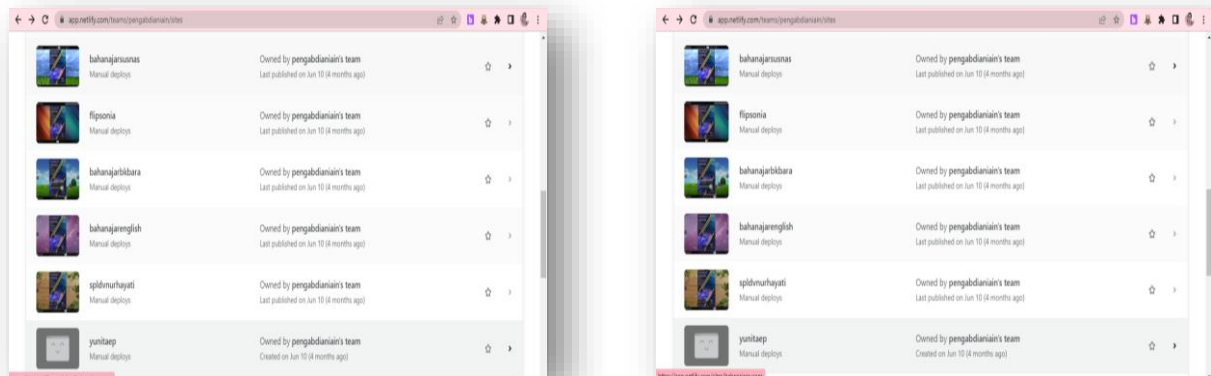 app.netlify.com/teams/pengabdianiain/sites
bahanajarsusnas Owned by pengabdianiain's team
Manual deploys Last published on Jun 10 (4 months ago)
flipsonia Owned by pengabdianiain's team
Manual deploys Last published on Jun 10 (4 months ago)
bahanajarbkbara Owned by pengabdianiain's team
Manual deploys Last published on Jun 10 (4 months ago)
bahanajarenglish Owned by pengabdianiain's team
Manual deploys Last published on Jun 10 (4 months ago)
spldvnurhayati Owned by pengabdianiain's team
Manual deploys Last published on Jun 10 (4 months ago)
yunitaep Owned by pengabdianiain's team
Manual deploys Created on Jun 10 (4 months ago)
app.netlify.com/teams/pengabdianiain/sites
bahanajarsusnas Owned by pengabdianiain's team
Manual deploys Last published on Jun 10 (4 months ago)
flipsonia Owned by pengabdianiain's team
Manual deploys Last published on Jun 10 (4 months ago)
bahanajarbkbara Owned by pengabdianiain's team
Manual deploys Last published on Jun 10 (4 months ago)
bahanajarenglish Owned by pengabdianiain's team
Manual deploys Last published on Jun 10 (4 months ago)
spldvnurhayati Owned by pengabdianiain's team
Manual deploys Last published on Jun 10 (4 months ago)
yunitaep Owned by pengabdianiain's team
Manual deploys Created on Jun 10 (4 months ago)